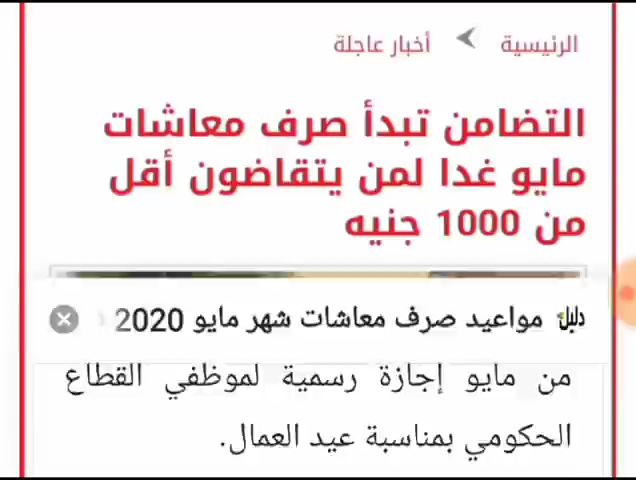 الرئيسية أخبار عاجلة
التضامن تبدأ صرف معاشات
مايو غدا لمن يتقاضون أقل
من 1000 جنيه
دليل مواعيد صرف معاشات شهر مايو 2020
من مايو إجازة رسمية لموظفي القطاع
الحكومي بمناسبة عيد العمال.